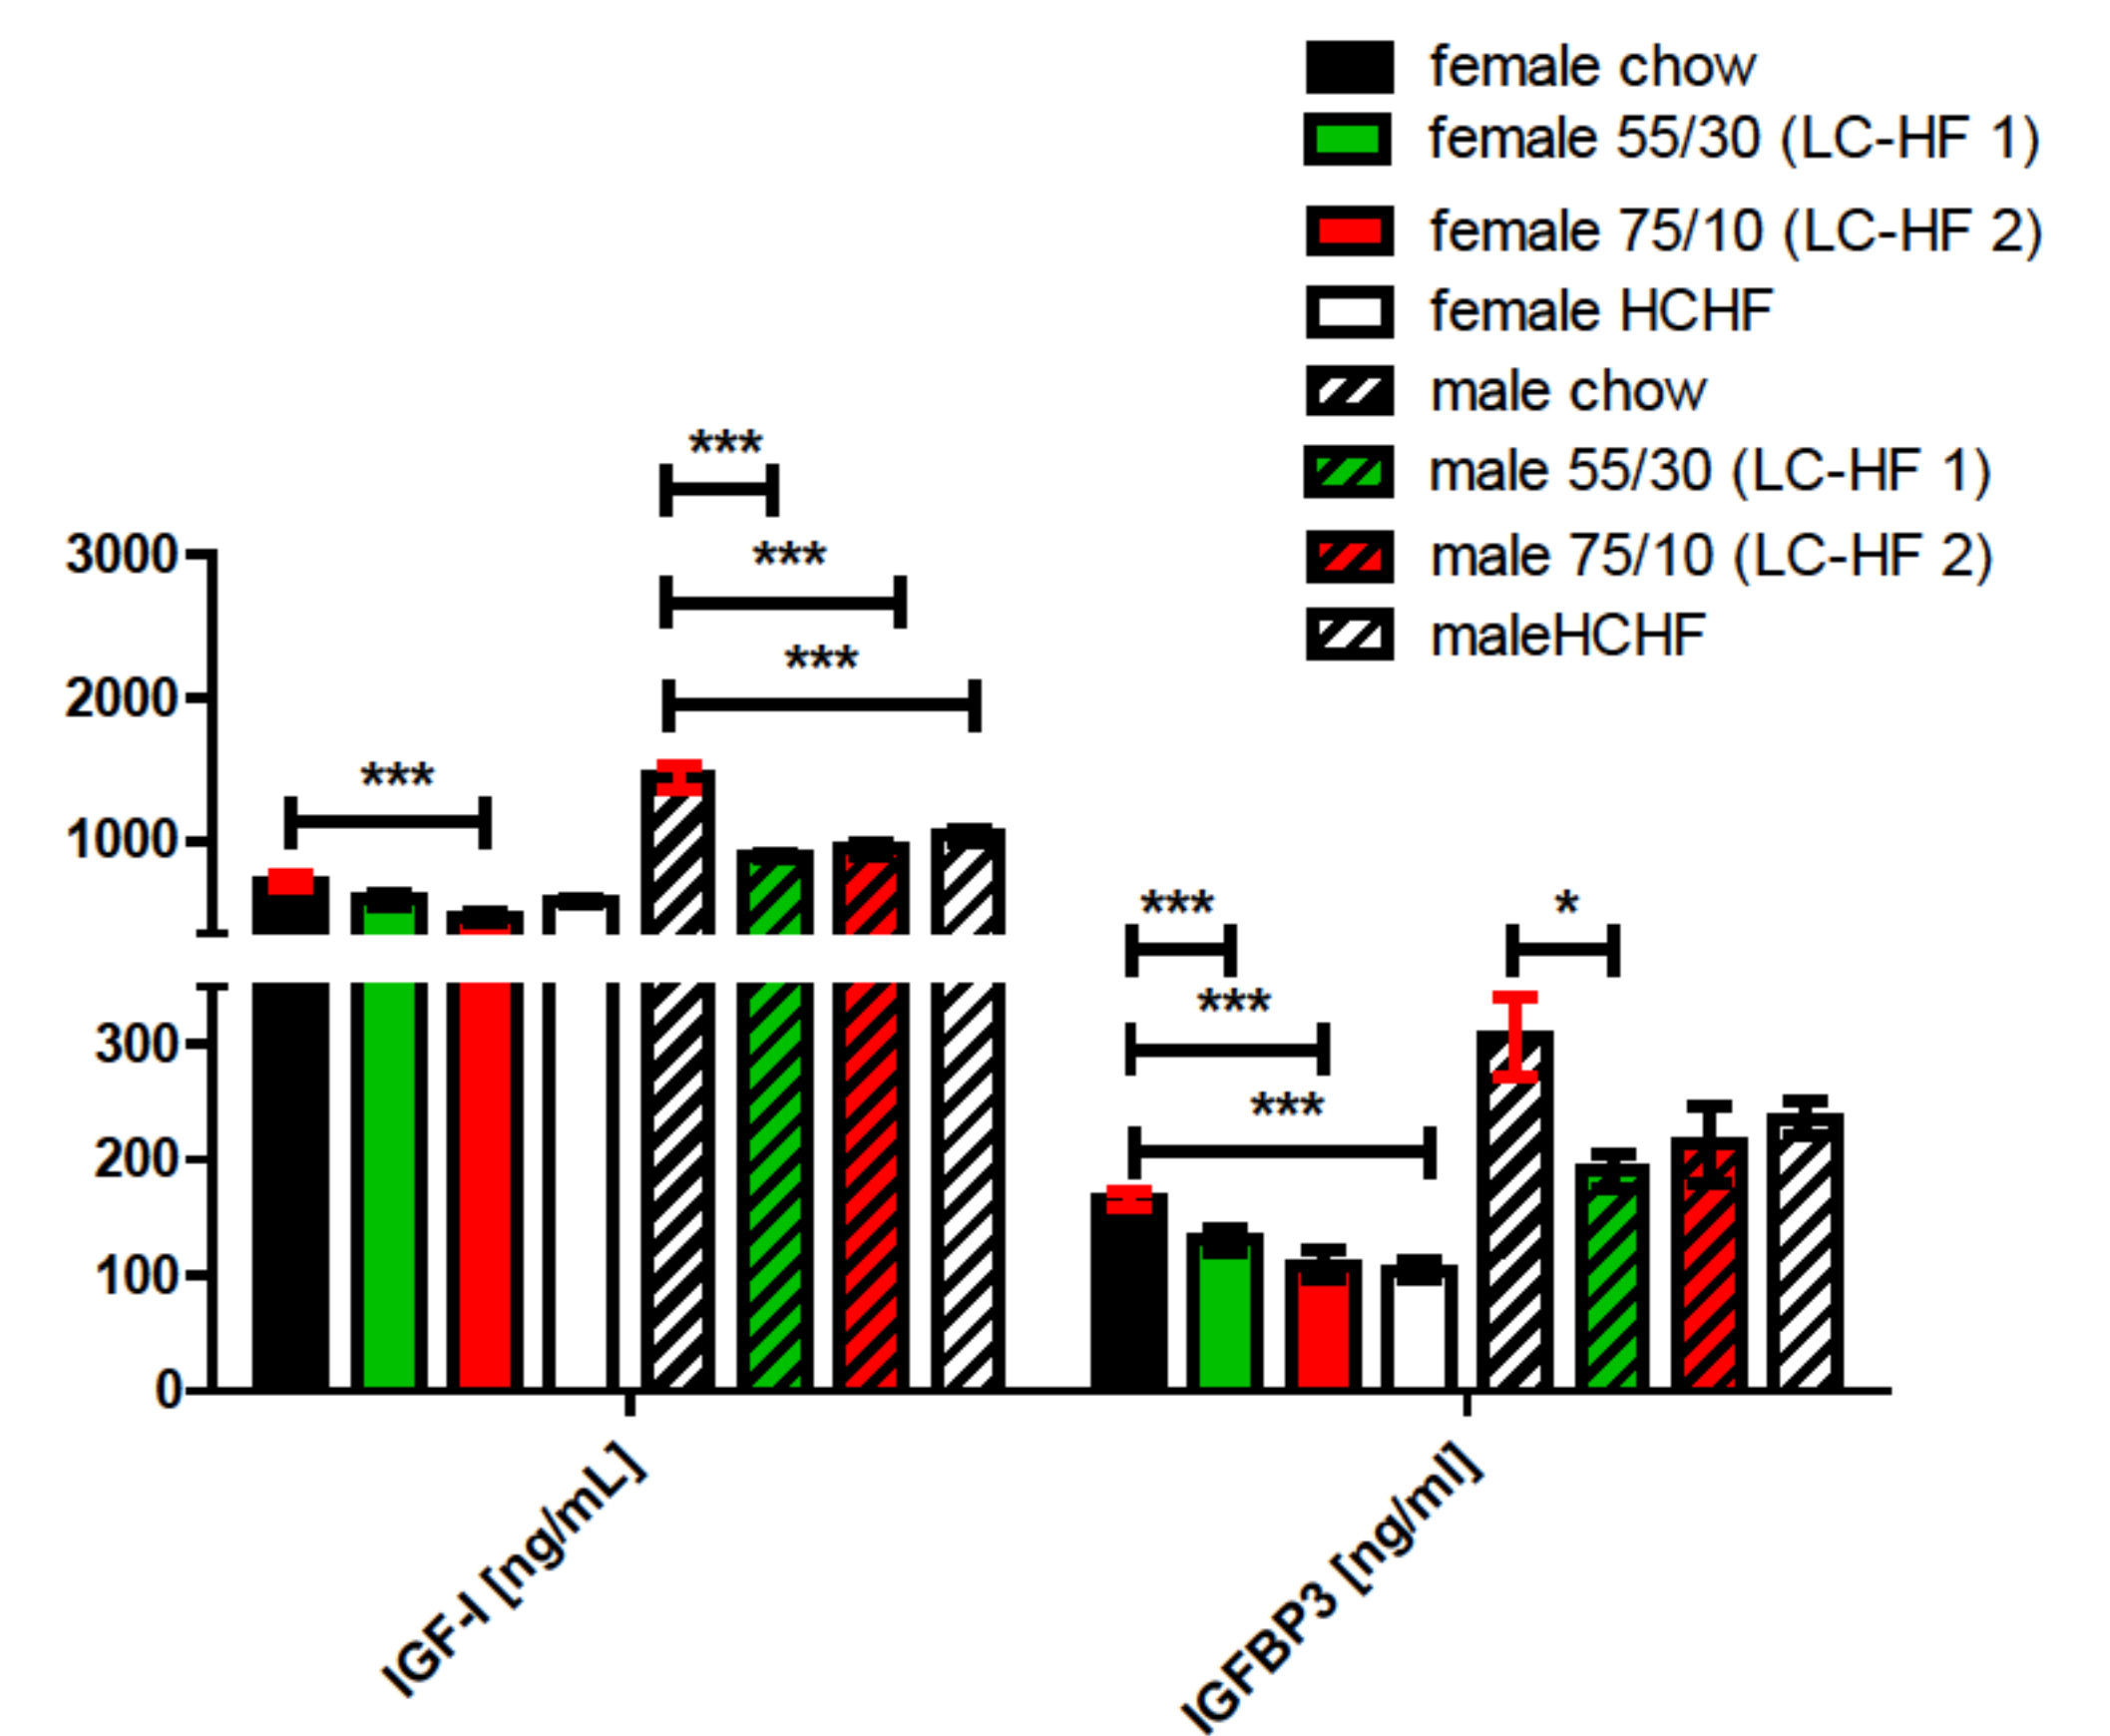 female chow
female 55/30 (LC-HF 1)
female 75/10 (LC-HF 2)
female HCHF
male chow
male 55/30 (LC-HF 1)
male 75/10 (LC-HF 2)
maleHCHF
***
***
***
***
3000
2000
1000
***
***
***
*
300
200
100
0
IGF-I [ng/mL]
IGFBP3 [ng/ml]